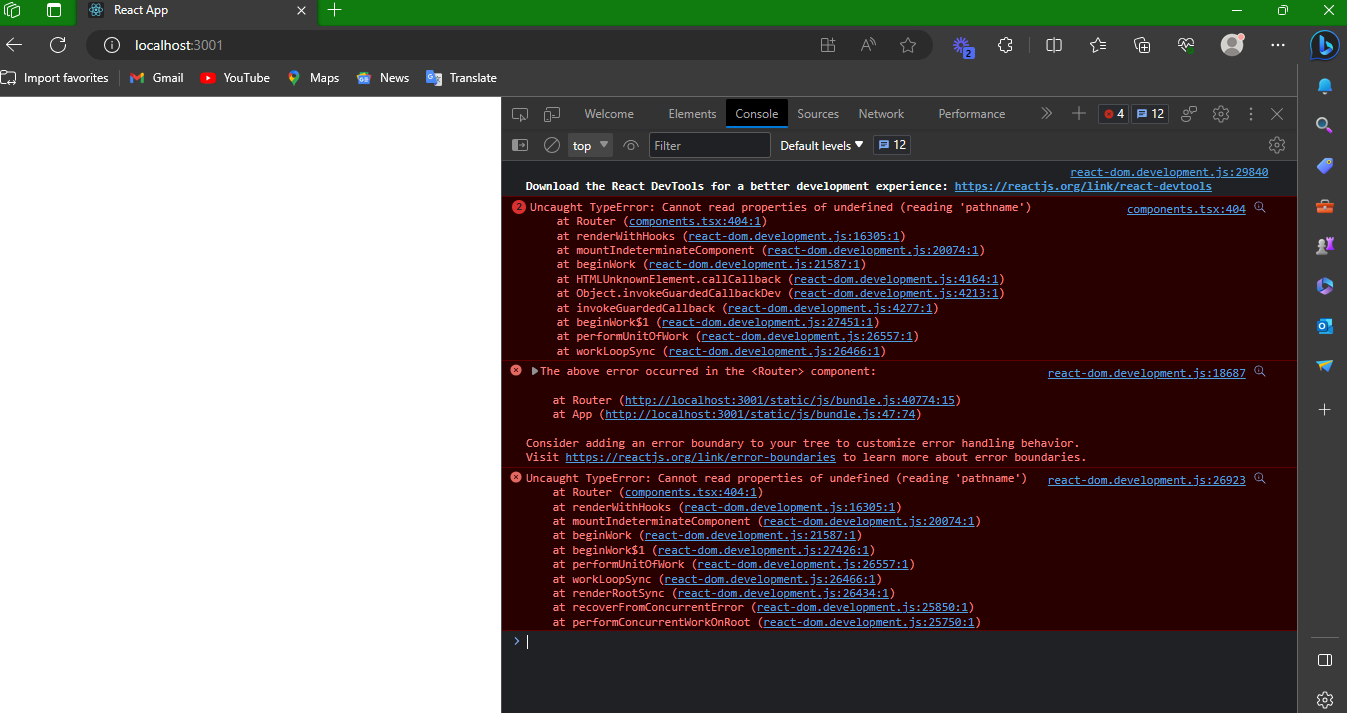 React App
localhost:3001
2
Import favorites
Gmail
YouTube
Maps
News
Translate
Welcome
Elements
Console
Sources
Network
Performance
4
12
top
Filter
Default levels
12
react-dom.development.js:29840
Download the React DevTools for a better development experience: https://reactjs.org/link/react-devtools
2 Uncaught TypeError: Cannot read properties of undefined (reading 'pathname') components.tsx:404
at Router (components.tsx:404:1)
at renderWithHooks (react-dom.development.js:16305:1)
at mountIndeterminateComponent (react-dom.development.js:20074:1)
at beginWork (react-dom.development.js:21587:1)
at HTMLUnknownElement.callCallback (react-dom.development.js:4164:1)
at Object.invokeGuardedCallbackDev (react-dom.development.js:4213:1)
at invokeGuardedCallback (react-dom.development.js:4277:1)
at beginWork$1 (react-dom.development.js:27451:1)
at performUnitOfWork (react-dom.development.js:26557:1)
at workLoopSync (react-dom.development.js:26466:1)
The above error occurred in the <Router> component: react-dom.development.js:18687
at Router (http://localhost:3001/static/js/bundle.js:40774:15)
at App (http://localhost:3001/static/js/bundle.js:47:74)
Consider adding an error boundary to your tree to customize error handling behavior.
Visit https://reactjs.org/link/error-boundaries to learn more about error boundaries.
Uncaught TypeError: Cannot read properties of undefined (reading 'pathname') react-dom.development.js:26923
at Router (components.tsx:404:1)
at renderWithHooks (react-dom.development.js:16305:1)
at mountIndeterminateComponent (react-dom.development.js:20074:1)
at beginWork (react-dom.development.js:21587:1)
at beginWork$1 (react-dom.development.js:27426:1)
at performUnitOfWork (react-dom.development.js:26557:1)
at workLoopSync (react-dom.development.js:26466:1)
at renderRootSync (react-dom.development.js:26434:1)
at recoverFromConcurrentError (react-dom.development.js:25850:1)
at performConcurrentWorkOnRoot (react-dom.development.js:25750:1)